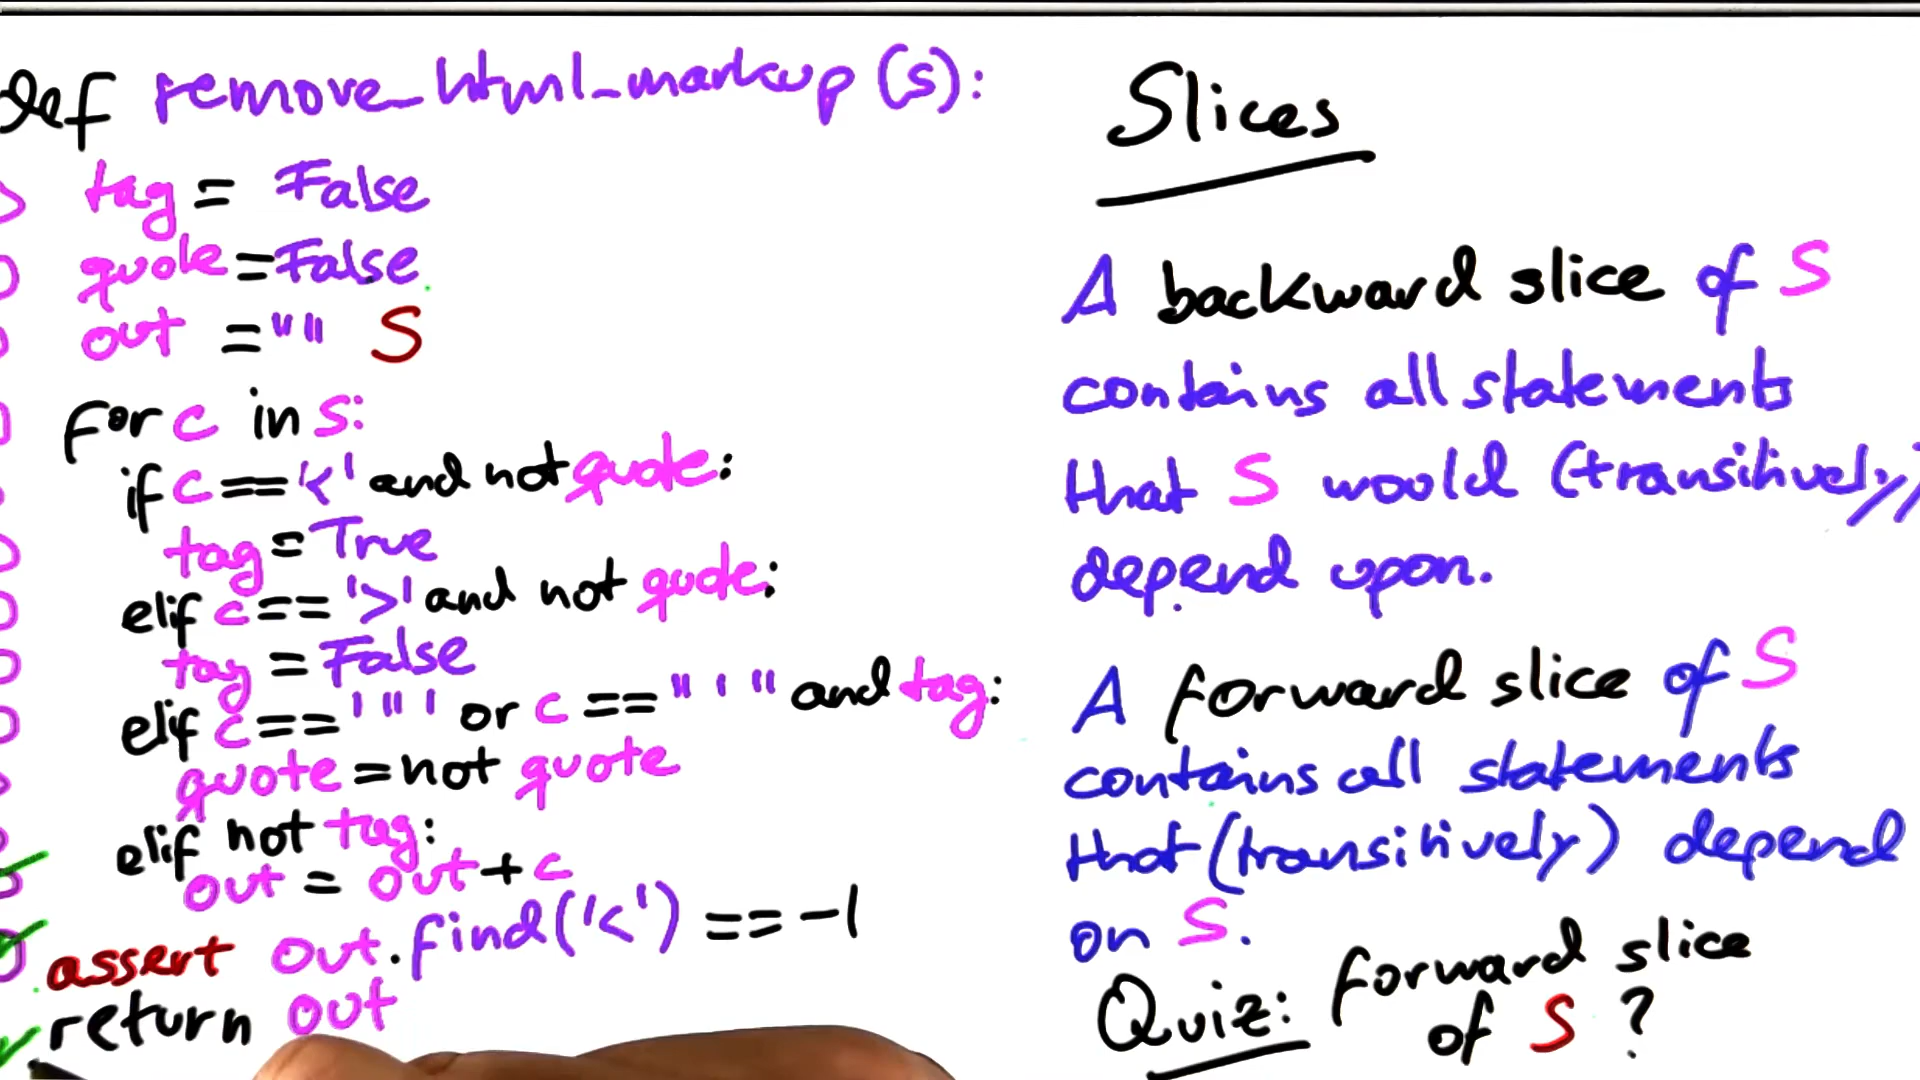 def remove_html_markup (s):
tag = False
quote = False
out = "" S
for c in s:
if c == '<' and not quote:
tag = True
elif c == '>' and not quote:
tag = False
elif c == '"' or c == "'" and tag:
quote = not quote
elif not tag:
out = out + c
assert out.find('<') == -1
return out
Slices
A backward slice of S
contains all statements
that S would (transitively)
depend upon.
A forward slice of S
contains all statements
that (transitively) depend
on S.
Quiz: forward slice
of S ?